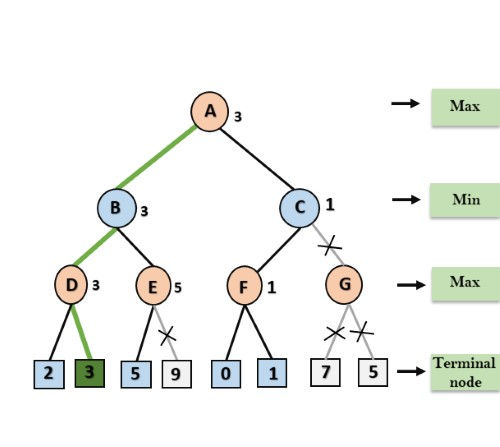 A 3 Max
B 3 C 1 Min
D 3 E 5 F 1 G Max
2 3 5 9 0 1 7 5 Terminal
node